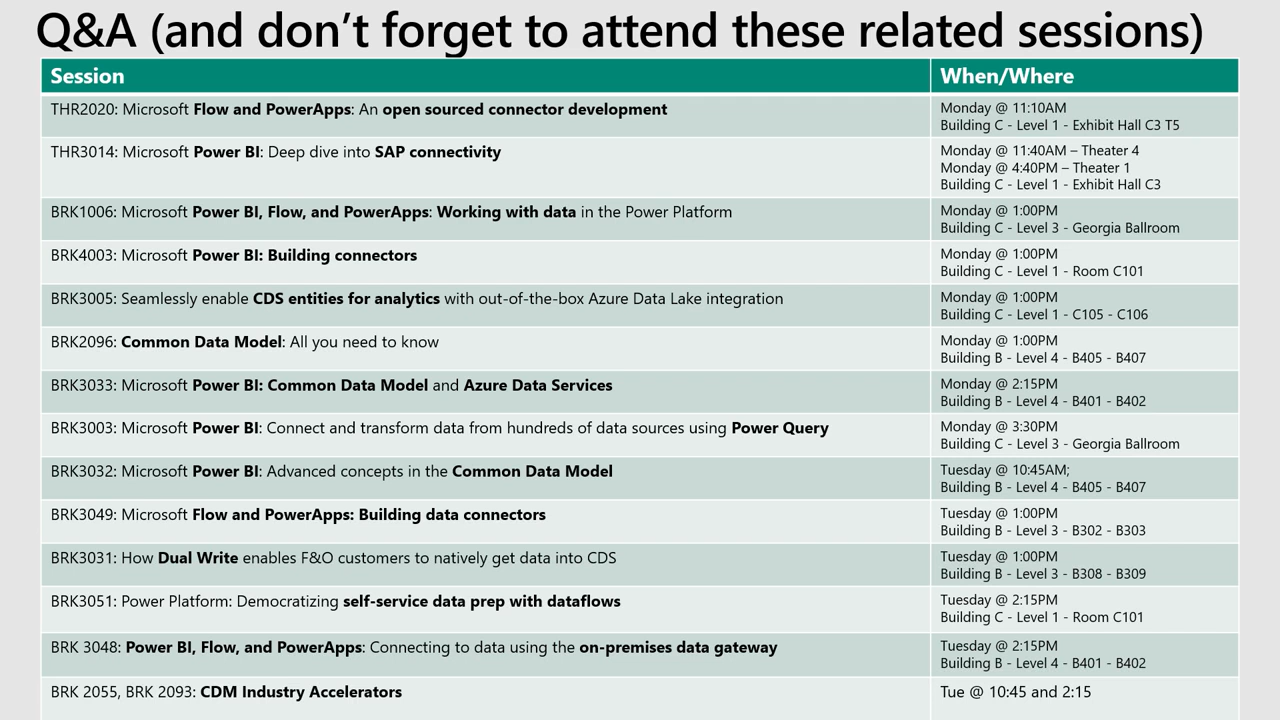 Q&A (and don’t forget to attend these related sessions)
Session
When/Where
THR2020: Microsoft Flow and PowerApps: An open sourced connector development
Monday @ 11:10AM
Building C - Level 1 - Exhibit Hall C3 T5
THR3014: Microsoft Power BI: Deep dive into SAP connectivity
Monday @ 11:40AM – Theater 4
Monday @ 4:40PM – Theater 1
Building C - Level 1 - Exhibit Hall C3
BRK1006: Microsoft Power BI, Flow, and PowerApps: Working with data in the Power Platform
Monday @ 1:00PM
Building C - Level 3 - Georgia Ballroom
BRK4003: Microsoft Power BI: Building connectors
Monday @ 1:00PM
Building C - Level 1 - Room C101
BRK3005: Seamlessly enable CDS entities for analytics with out-of-the-box Azure Data Lake integration
Monday @ 1:00PM
Building C - Level 1 - C105 - C106
BRK2096: Common Data Model: All you need to know
Monday @ 1:00PM
Building B - Level 4 - B405 - B407
BRK3033: Microsoft Power BI: Common Data Model and Azure Data Services
Monday @ 2:15PM
Building B - Level 4 - B401 - B402
BRK3003: Microsoft Power BI: Connect and transform data from hundreds of data sources using Power Query
Monday @ 3:30PM
Building C - Level 3 - Georgia Ballroom
BRK3032: Microsoft Power BI: Advanced concepts in the Common Data Model
Tuesday @ 10:45AM;
Building B - Level 4 - B405 - B407
BRK3049: Microsoft Flow and PowerApps: Building data connectors
Tuesday @ 1:00PM
Building B - Level 3 - B302 - B303
BRK3031: How Dual Write enables F&O customers to natively get data into CDS
Tuesday @ 1:00PM
Building B - Level 3 - B308 - B309
BRK3051: Power Platform: Democratizing self-service data prep with dataflows
Tuesday @ 2:15PM
Building C - Level 1 - Room C101
BRK 3048: Power BI, Flow, and PowerApps: Connecting to data using the on-premises data gateway
Tuesday @ 2:15PM
Building B - Level 4 - B401 - B402
BRK 2055, BRK 2093: CDM Industry Accelerators
Tue @ 10:45 and 2:15